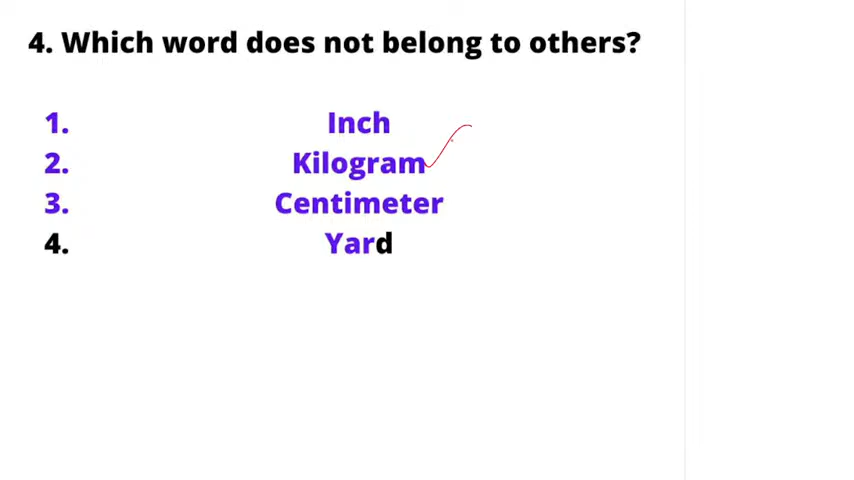 4. Which word does not belong to others?
1. Inch
2. Kilogram
3. Centimeter
4. Yard